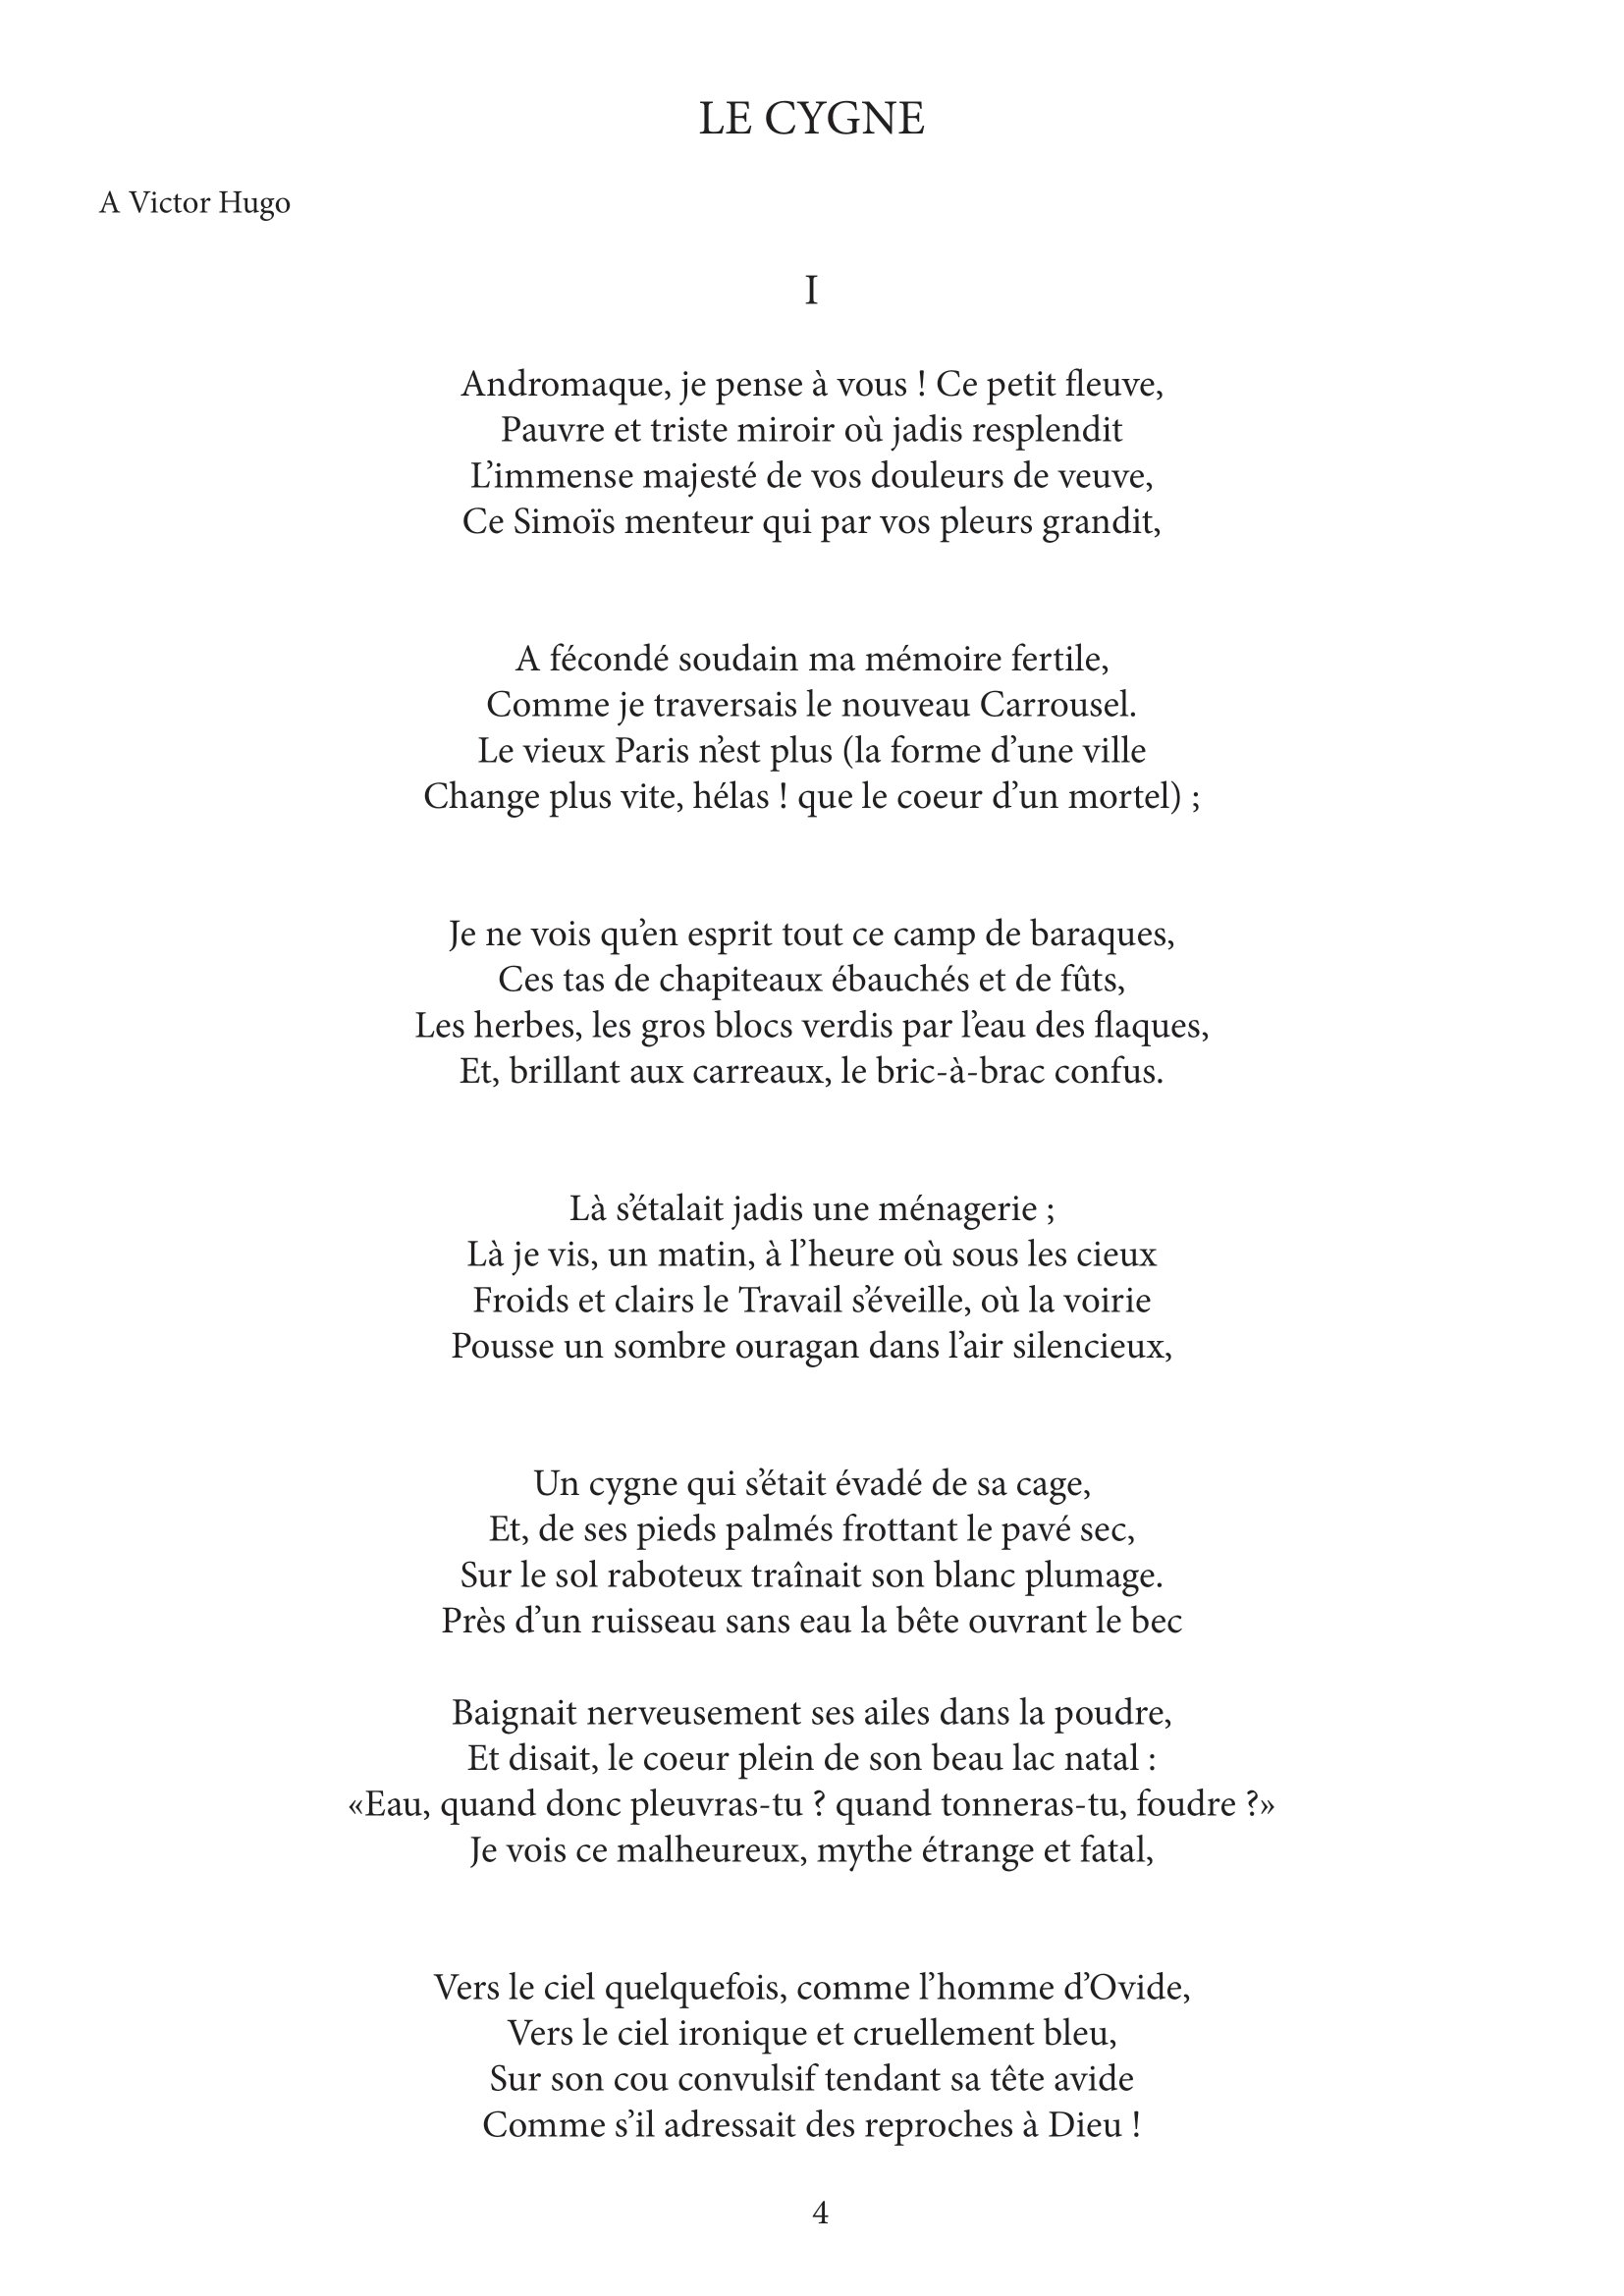 LE CYGNE
A Victor Hugo
I
Andromaque, je pense à vous ! Ce petit fleuve,
Pauvre et triste miroir où jadis resplendit
L’immense majesté de vos douleurs de veuve,
Ce Simoïs menteur qui par vos pleurs grandit,
A fécondé soudain ma mémoire fertile,
Comme je traversais le nouveau Carrousel.
Le vieux Paris n’est plus (la forme d’une ville
Change plus vite, hélas ! que le coeur d’un mortel) ;
Je ne vois qu’en esprit tout ce camp de baraques,
Ces tas de chapiteaux ébauchés et de fûts,
Les herbes, les gros blocs verdis par l’eau des flaques,
Et, brillant aux carreaux, le bric-à-brac confus.
Là s’étalait jadis une ménagerie ;
Là je vis, un matin, à l’heure où sous les cieux
Froids et clairs le Travail s’éveille, où la voirie
Pousse un sombre ouragan dans l’air silencieux,
Un cygne qui s’était évadé de sa cage,
Et, de ses pieds palmés frottant le pavé sec,
Sur le sol raboteux traînait son blanc plumage.
Près d’un ruisseau sans eau la bête ouvrant le bec
Baignait nerveusement ses ailes dans la poudre,
Et disait, le coeur plein de son beau lac natal :
«Eau, quand donc pleuvras-tu ? quand tonneras-tu, foudre ?»
Je vois ce malheureux, mythe étrange et fatal,
Vers le ciel quelquefois, comme l’homme d’Ovide,
Vers le ciel ironique et cruellement bleu,
Sur son cou convulsif tendant sa tête avide
Comme s’il adressait des reproches à Dieu !
4